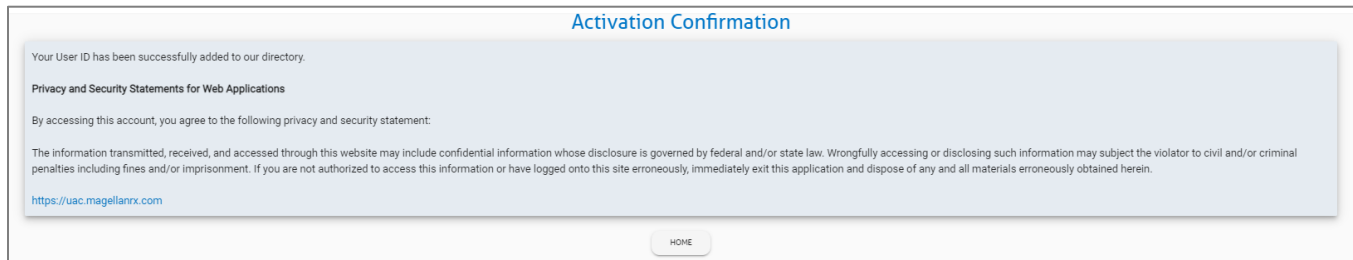 Activation Confirmation
Your User ID has been successfully added to our directory.
Privacy and Security Statements for Web Applications
By accessing this account, you agree to the following privacy and security statement:
The information transmitted, received, and accessed through this website may include confidential information whose disclosure is governed by federal and/or state law. Wrongfully accessing or disclosing such information may subject the violator to civil and/or criminal
penalties including fines and/or imprisonment. If you are not authorized to access this information or have logged onto this site erroneously, immediately exit this application and dispose of any and all materials erroneously obtained herein.
https://uac.magellanrx.com
HOME